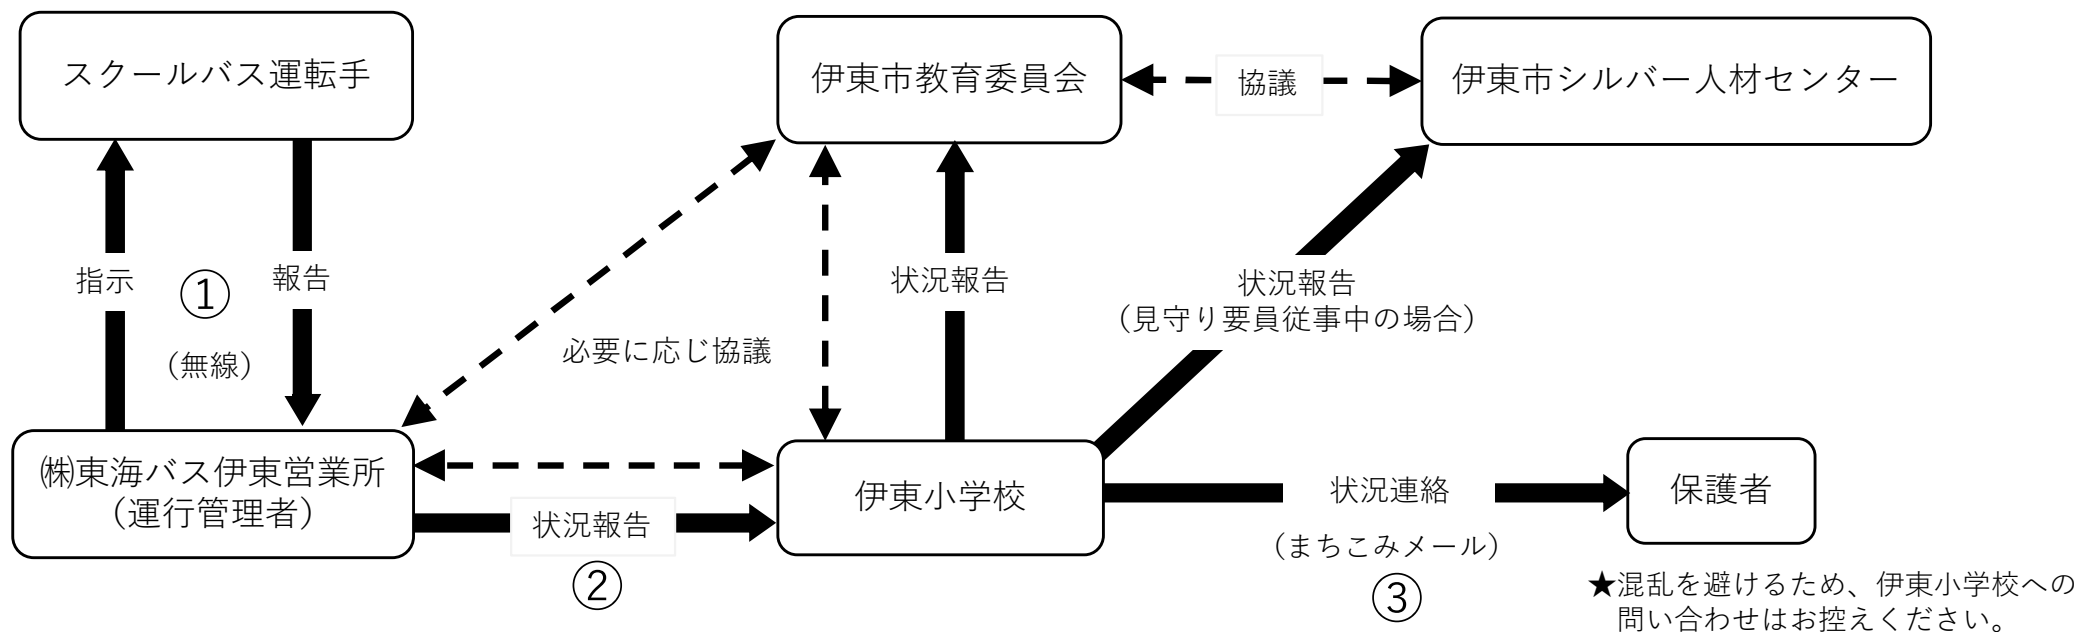 スクールバス運転手
伊東市教育委員会
協議
伊東市シルバー人材センター
指示
①
報告
(無線)
必要に応じ協議
状況報告
状況報告
(見守り要員従事中の場合)
㈱東海バス伊東営業所
(運行管理者)
状況報告
②
伊東小学校
状況連絡
(まちこみメール)
③
保護者
★混乱を避けるため、伊東小学校への
問い合わせはお控えください。